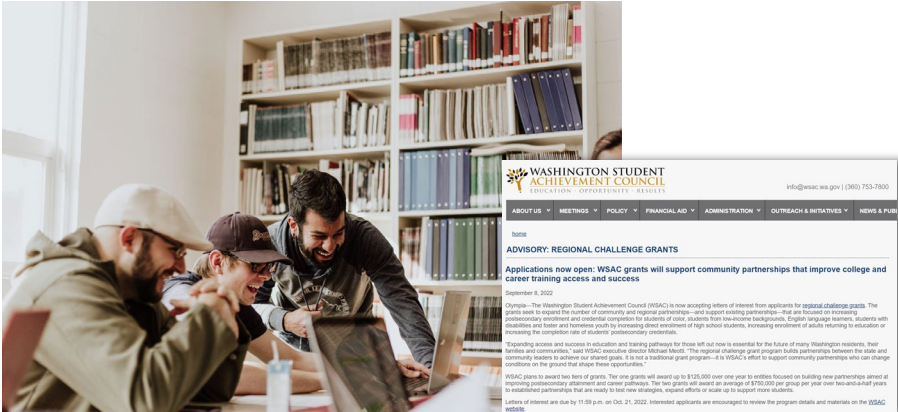 WASHINGTON STUDENT
ACHIEVEMENT COUNCIL
EDUCATION · OPPORTUNITY · RESULTS
info@wsac.wa.gov | (360) 753-7800
ABOUT US MEETINGS POLICY FINANCIAL AID ADMINISTRATION OUTREACH & INITIATIVES NEWS & PUB
home
ADVISORY: REGIONAL CHALLENGE GRANTS
Applications now open: WSAC grants will support community partnerships that improve college and
career training access and success
September 8, 2022
Olympia—The Washington Student Achievement Council (WSAC) is now accepting letters of interest from applicants for regional challenge grants. The
grants seek to expand the number of community and regional partnerships—and support existing partnerships—that are focused on increasing
postsecondary enrollment and credential completion for students of color, students from low-income backgrounds, English language learners, students with
disabilities and foster and homeless youth by increasing direct enrollment of high school students, increasing enrollment of adults returning to education or
increasing the completion rate of students' postsecondary credentials.
"Expanding access and success in education and training pathways for those left out now is essential for the future of many Washington residents, their
families and communities," said WSAC executive director Michael Meotti. "The regional challenge grant program builds partnerships between the state and
community leaders to achieve our shared goals. It is not a traditional grant program—it is WSAC's effort to support community partnerships who can change
conditions on the ground that shape these opportunities."
WSAC plans to award two tiers of grants. Tier one grants will award up to $125,000 over one year to entities focused on building new partnerships aimed at
improving postsecondary attainment and career pathways. Tier two grants will award an average of $750,000 per group per year over two-and-a-half years
to established partnerships that are ready to test new strategies, expand efforts or scale up to support more students.
Letters of interest are due by 11:59 p.m. on Oct. 21, 2022. Interested applicants are encouraged to review the program details and materials on the WSAC
website.